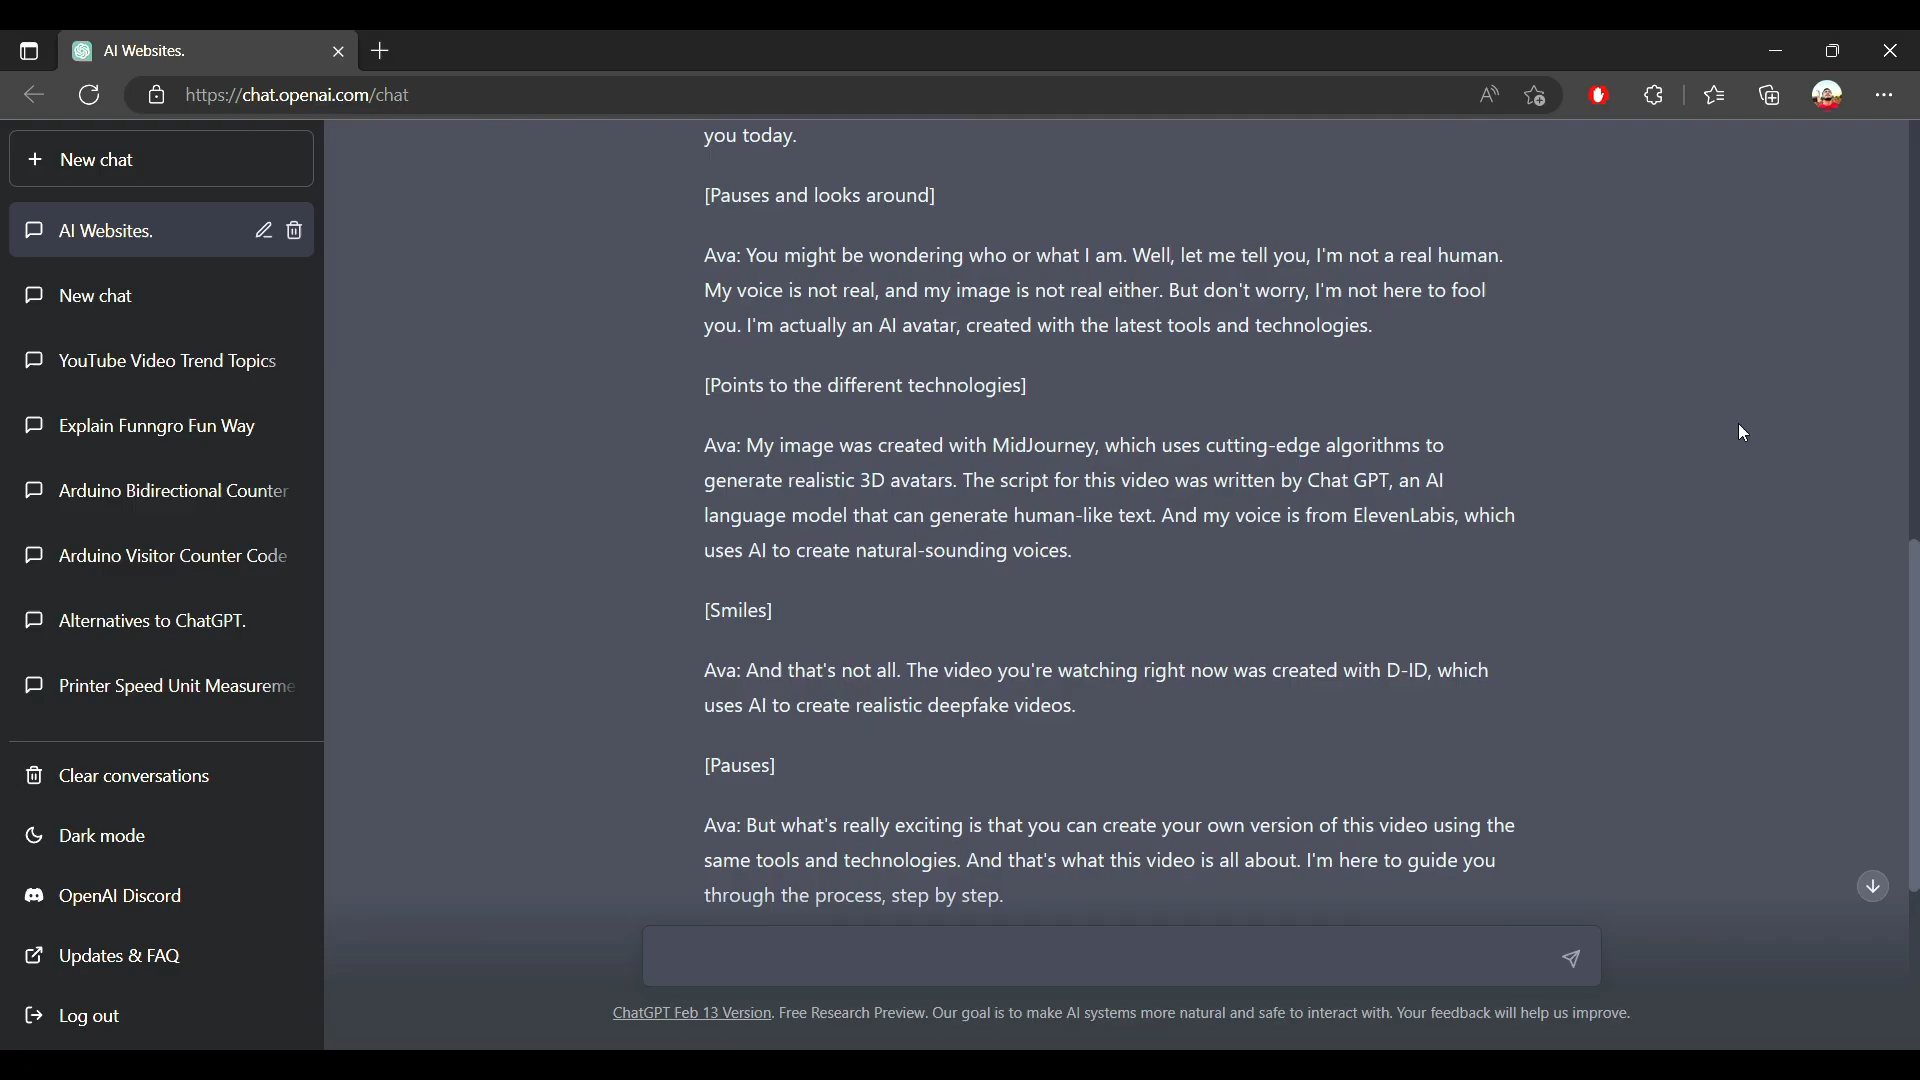 AI Websites.
https://chat.openai.com/chat
New chat
AI Websites.
New chat
YouTube Video Trend Topics
Explain Funngro Fun Way
Arduino Bidirectional Counter
Arduino Visitor Counter Code
Alternatives to ChatGPT.
Printer Speed Unit Measureme
Clear conversations
Dark mode
OpenAI Discord
Updates & FAQ
Log out
you today.
[Pauses and looks around]
Ava: You might be wondering who or what I am. Well, let me tell you, I'm not a real human.
My voice is not real, and my image is not real either. But don't worry, I'm not here to fool
you. I'm actually an AI avatar, created with the latest tools and technologies.
[Points to the different technologies]
Ava: My image was created with MidJourney, which uses cutting-edge algorithms to
generate realistic 3D avatars. The script for this video was written by Chat GPT, an AI
language model that can generate human-like text. And my voice is from ElevenLabis, which
uses AI to create natural-sounding voices.
[Smiles]
Ava: And that's not all. The video you're watching right now was created with D-ID, which
uses AI to create realistic deepfake videos.
[Pauses]
Ava: But what's really exciting is that you can create your own version of this video using the
same tools and technologies. And that's what this video is all about. I'm here to guide you
through the process, step by step.
ChatGPT Feb 13 Version. Free Research Preview. Our goal is to make AI systems more natural and safe to interact with. Your feedback will help us improve.